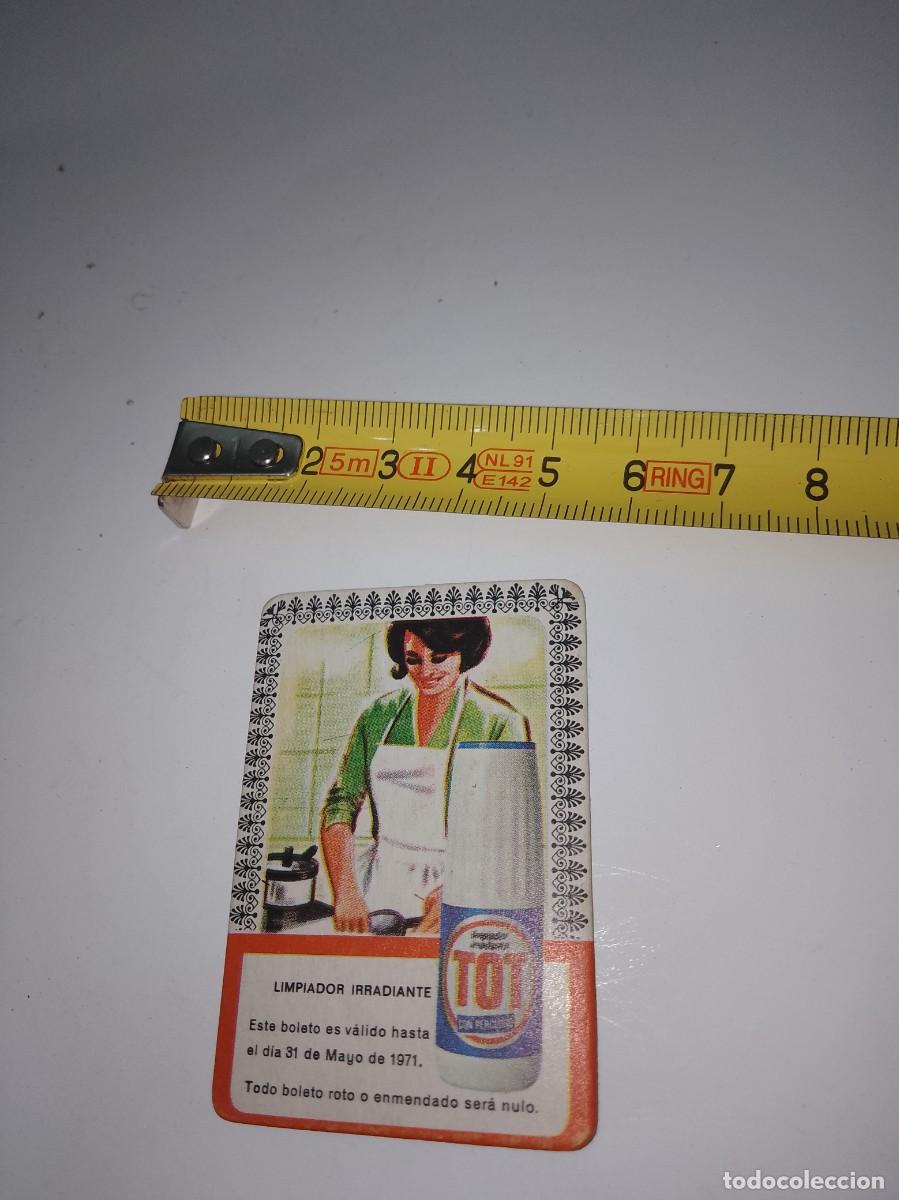 2 5m 3 II 4 NL 91 5 6 RING 7 8
E 142
TOT
LIMPIADOR IRRADIANTE
Este boleto es válido hasta
el día 31 de Mayo de 1971.
Todo boleto roto o enmendado será nulo.
todocoleccion